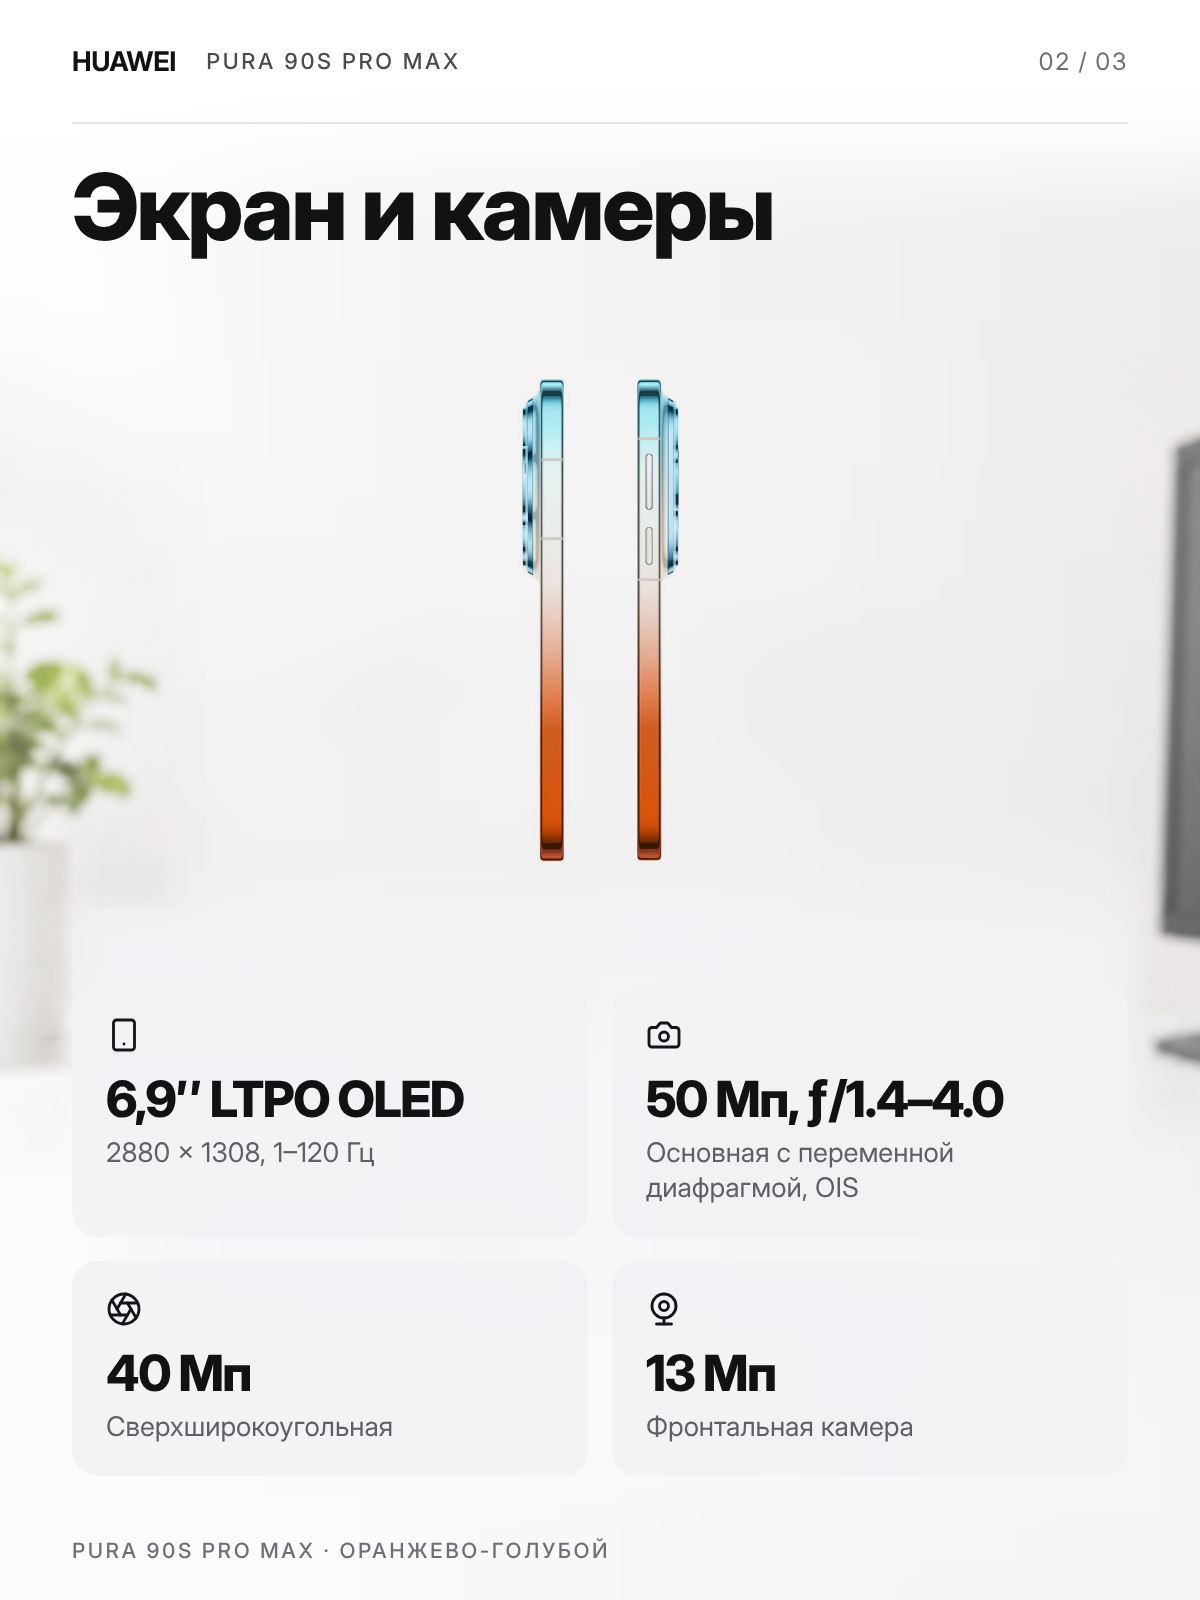 HUAWEI PURA 90S PRO MAX 02 / 03
Экран и камеры
6,9″ LTPO OLED
2880 × 1308, 1–120 Гц
50 Мп, ƒ/1.4–4.0
Основная с переменной
диафрагмой, OIS
40 Мп
Сверхширокоугольная
13 Мп
Фронтальная камера
PURA 90S PRO MAX · ОРАНЖЕВО-ГОЛУБОЙ